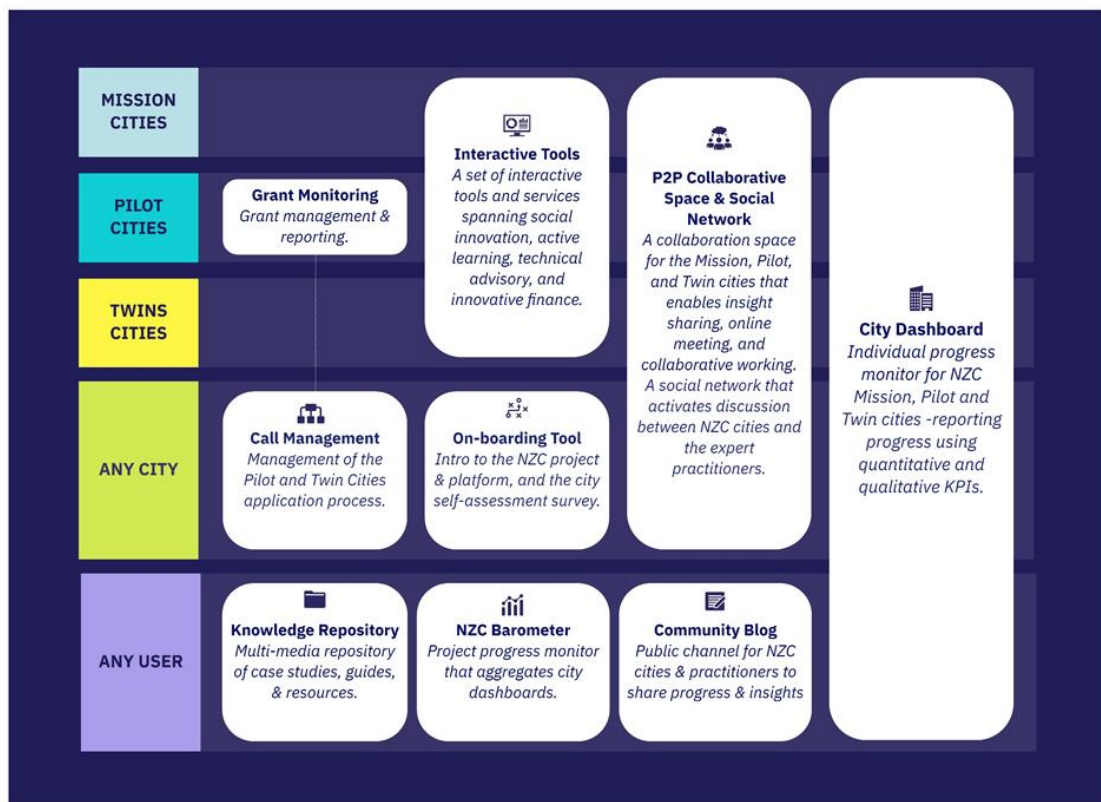 MISSION
CITIES
PILOT
CITIES
TWINS
CITIES
ANY CITY
ANY USER
Grant Monitoring
Grant management &
reporting.
Interactive Tools
A set of interactive
tools and services
spanning social
innovation, active
learning, technical
advisory, and
innovative finance.
P2P Collaborative
Space & Social
Network
A collaboration space
for the Mission, Pilot,
and Twin cities that
enables insight
sharing, online
meeting, and
collaborative working.
A social network that
activates discussion
between NZC cities and
the expert
practitioners.
City Dashboard
Individual progress
monitor for NZC
Mission, Pilot and
Twin cities -reporting
progress using
quantitative and
qualitative KPIs.
Call Management
Management of the
Pilot and Twin Cities
application process.
On-boarding Tool
Intro to the NZC project
& platform, and the city
self-assessment survey.
Knowledge Repository
Multi-media repository
of case studies, guides,
& resources.
NZC Barometer
Project progress monitor
that aggregates city
dashboards.
Community Blog
Public channel for NZC
cities & practitioners to
share progress & insights